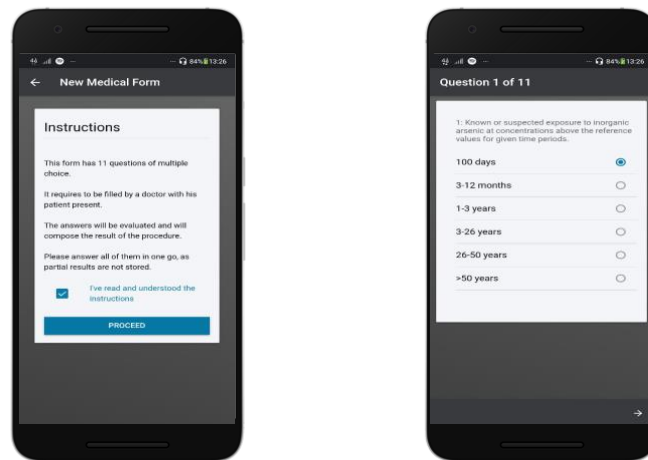 84% 13:26
New Medical Form
Instructions
This form has 11 questions of multiple
choice.
It requires to be filled by a doctor with his
patient present.
The answers will be evaluated and will
compose the result of the procedure.
Please answer all of them in one go, as
partial results are not stored.
I've read and understood the
instructions
PROCEED
84% 13:26
Question 1 of 11
1: Known or suspected exposure to inorganic
arsenic at concentrations above the reference
values for given time periods.
100 days
3-12 months
1-3 years
3-26 years
26-50 years
>50 years